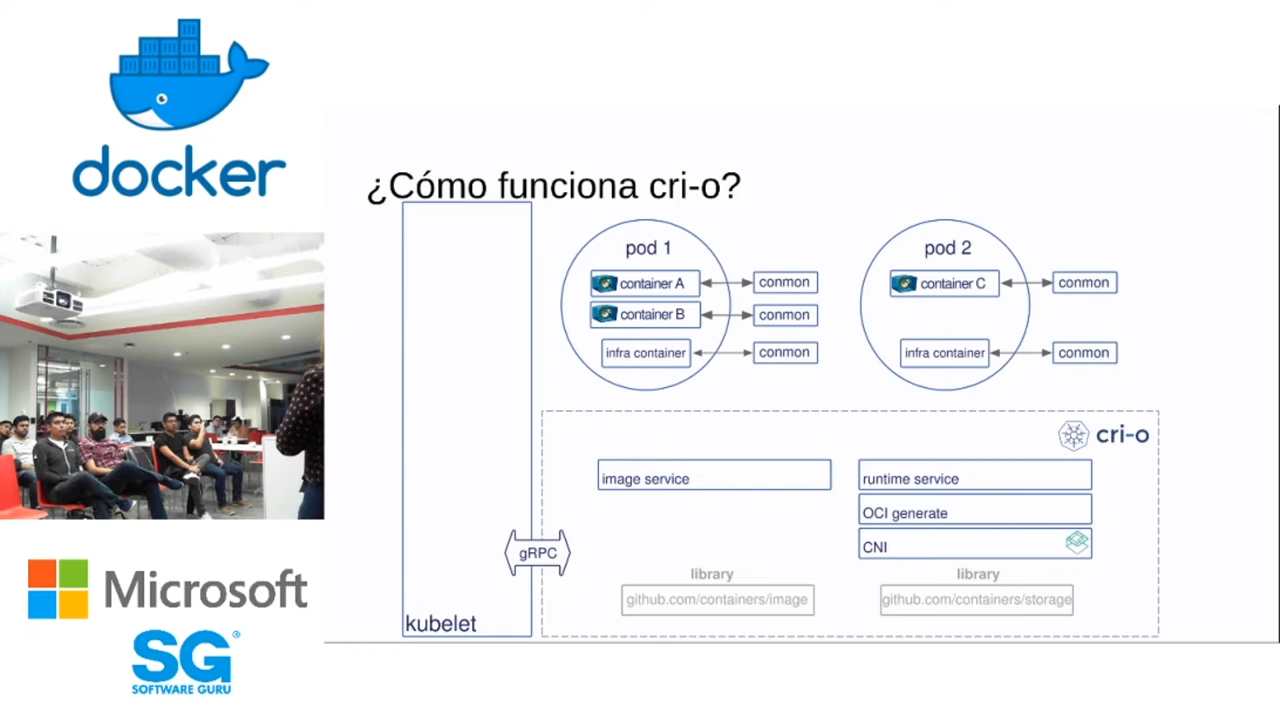 docker
¿Cómo funciona cri-o?
pod 1
container A
conmon
container B
conmon
infra container
conmon
pod 2
container C
conmon
infra container
conmon
cri-o
image service
runtime service
OCI generate
CNI
gRPC
library
github.com/containers/image
library
github.com/containers/storage
kubelet
Microsoft
SG®
SOFTWARE GURU